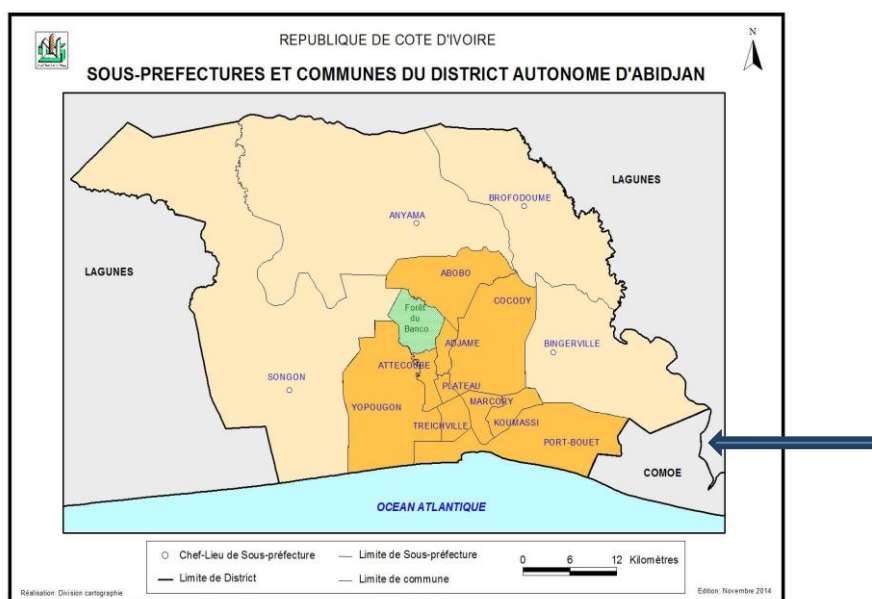 REPUBLIQUE DE COTE D'IVOIRE
N
SOUS-PREFECTURES ET COMMUNES DU DISTRICT AUTONOME D'ABIDJAN
LAGUNES
BROFODOUME
ANYAMA
LAGUNES
ABOBO
COCODY
Forêt
du
Banco
ADJAME
BINGERVILLE
ATTECOUBE
SONGON
PLATEAU
YOPOUGON
MARCORY
TREICHVILLE
KOUMASSI
PORT-BOUET
COMOE
OCEAN ATLANTIQUE
Chef-Lieu de Sous-préfecture
Limite de Sous-préfecture
0 6 12 Kilomètres
Limite de District
Limite de commune
Réalisation: Division cartographie
Edition: Novembre 2014